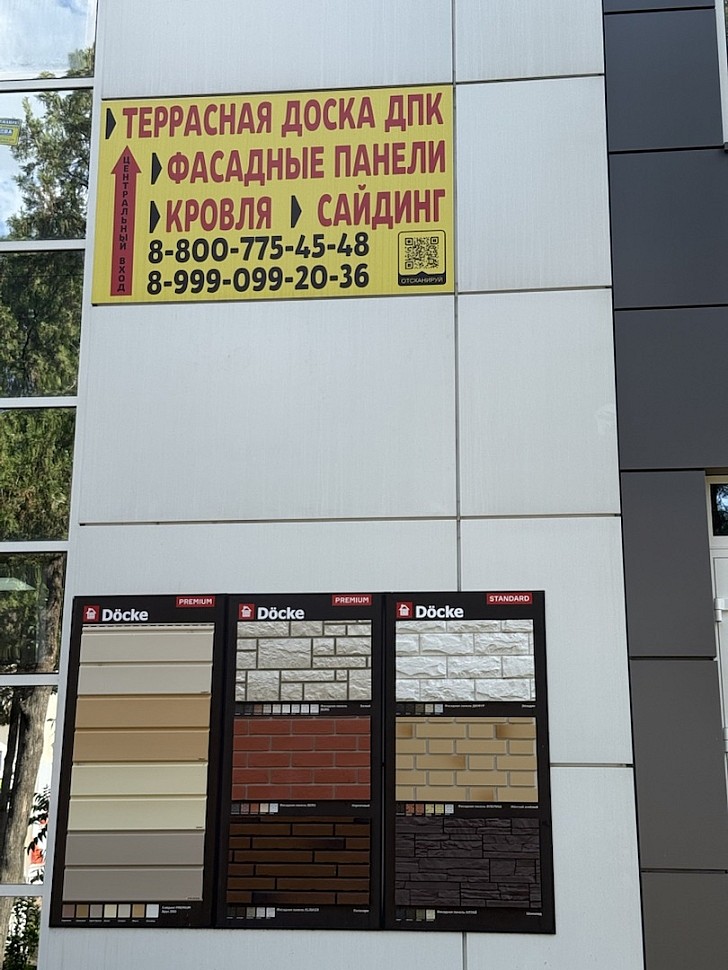 ТЕРРАСНАЯ ДОСКА ДПК
ФАСАДНЫЕ ПАНЕЛИ
КРОВЛЯ САЙДИНГ
8-800-775-45-48
8-999-099-20-36
ЦЕНТРАЛЬНЫЙ ВХОД
ОТСКАНИРУЙ
PREMIUM
Döcke
PREMIUM
Döcke
STANDARD
Döcke